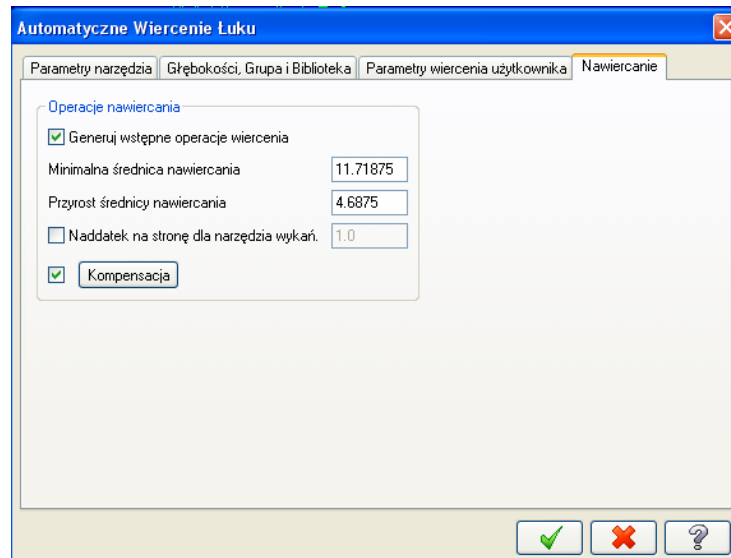 Automatyczne Wiercenie Łuku
Parametry narzędzia Głębokości, Grupa i Biblioteka Parametry wiercenia użytkownika Nawiercanie
Operacje nawiercania
Generuj wstępne operacje wiercenia
Minimalna średnica nawiercania 11.71875
Przyrost średnicy nawiercania 4.6875
Naddatek na stronę dla narzędzia wykań. 1.0
Kompensacja